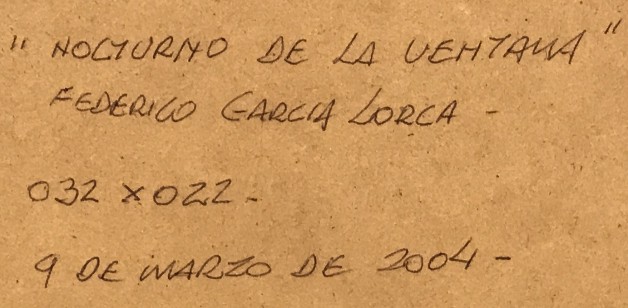 "NOCTURNO DE LA VENTANA"
FEDERICO GARCIA LORCA -
032 x 022 -
9 DE MARZO DE 2004 -